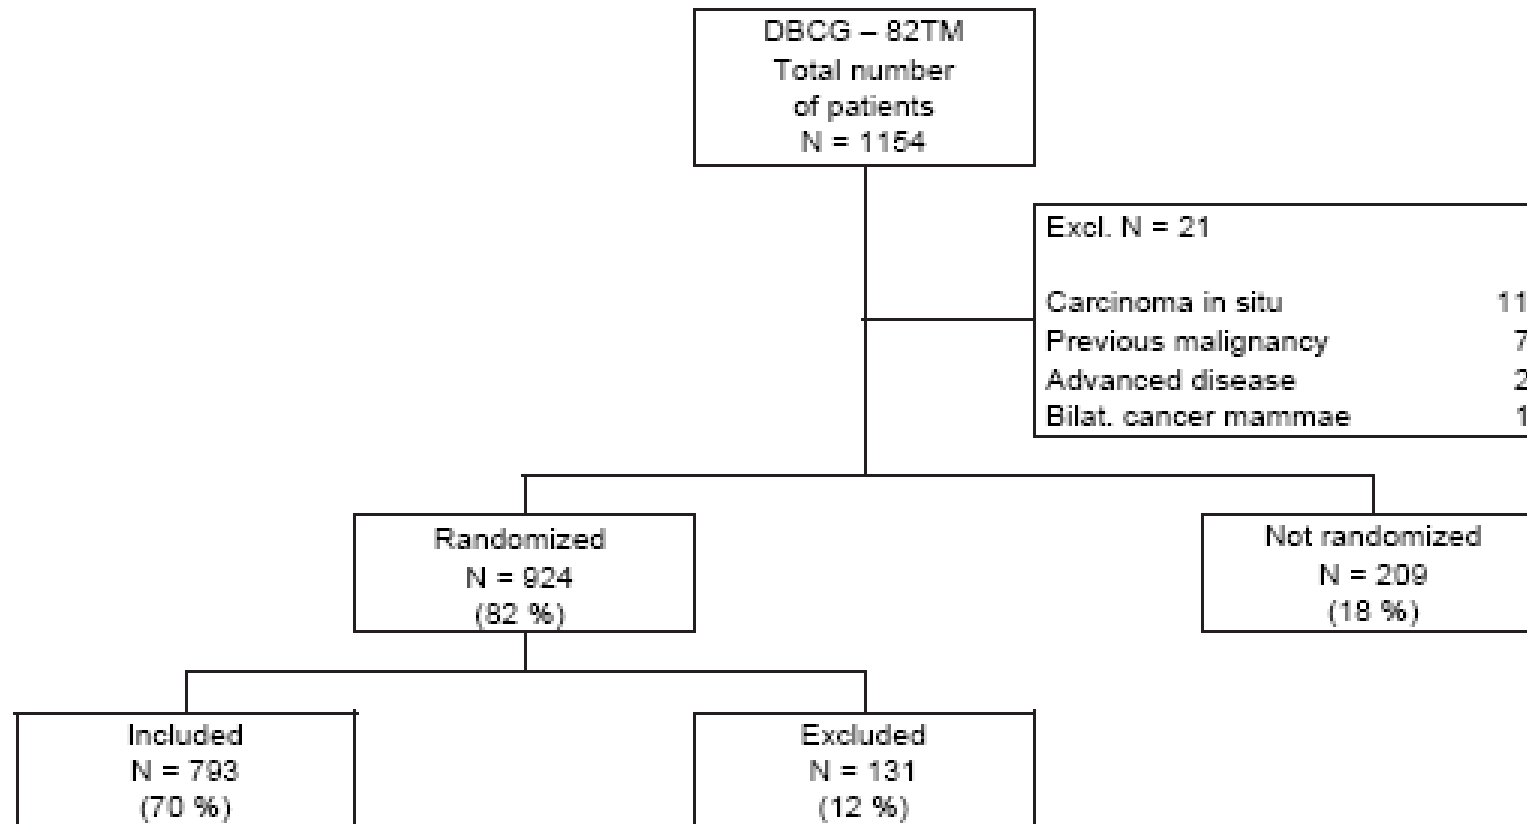 DBCG – 82TM
Total number
of patients
N = 1154
Excl. N = 21
Carcinoma in situ 11
Previous malignancy 7
Advanced disease 2
Bilat. cancer mammae 1
Randomized
N = 924
(82 %)
Not randomized
N = 209
(18 %)
Included
N = 793
(70 %)
Excluded
N = 131
(12 %)